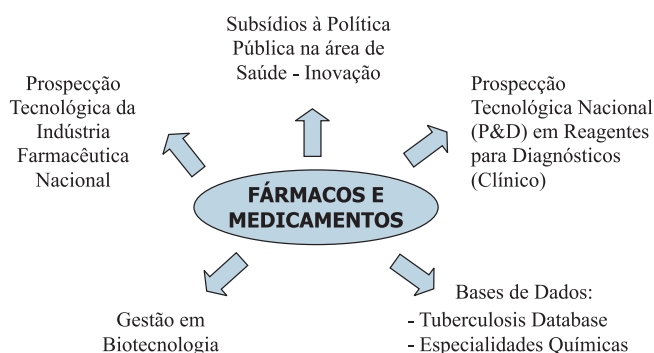 Subsídios à Política
Pública na área de
Saúde - Inovação
Prospecção
Tecnológica da
Indústria
Farmacêutica
Nacional
Prospecção
Tecnológica Nacional
(P&D) em Reagentes
para Diagnósticos
(Clínico)
FÁRMACOS E
MEDICAMENTOS
Gestão em
Biotecnologia
Bases de Dados:
- Tuberculosis Database
- Especialidades Químicas